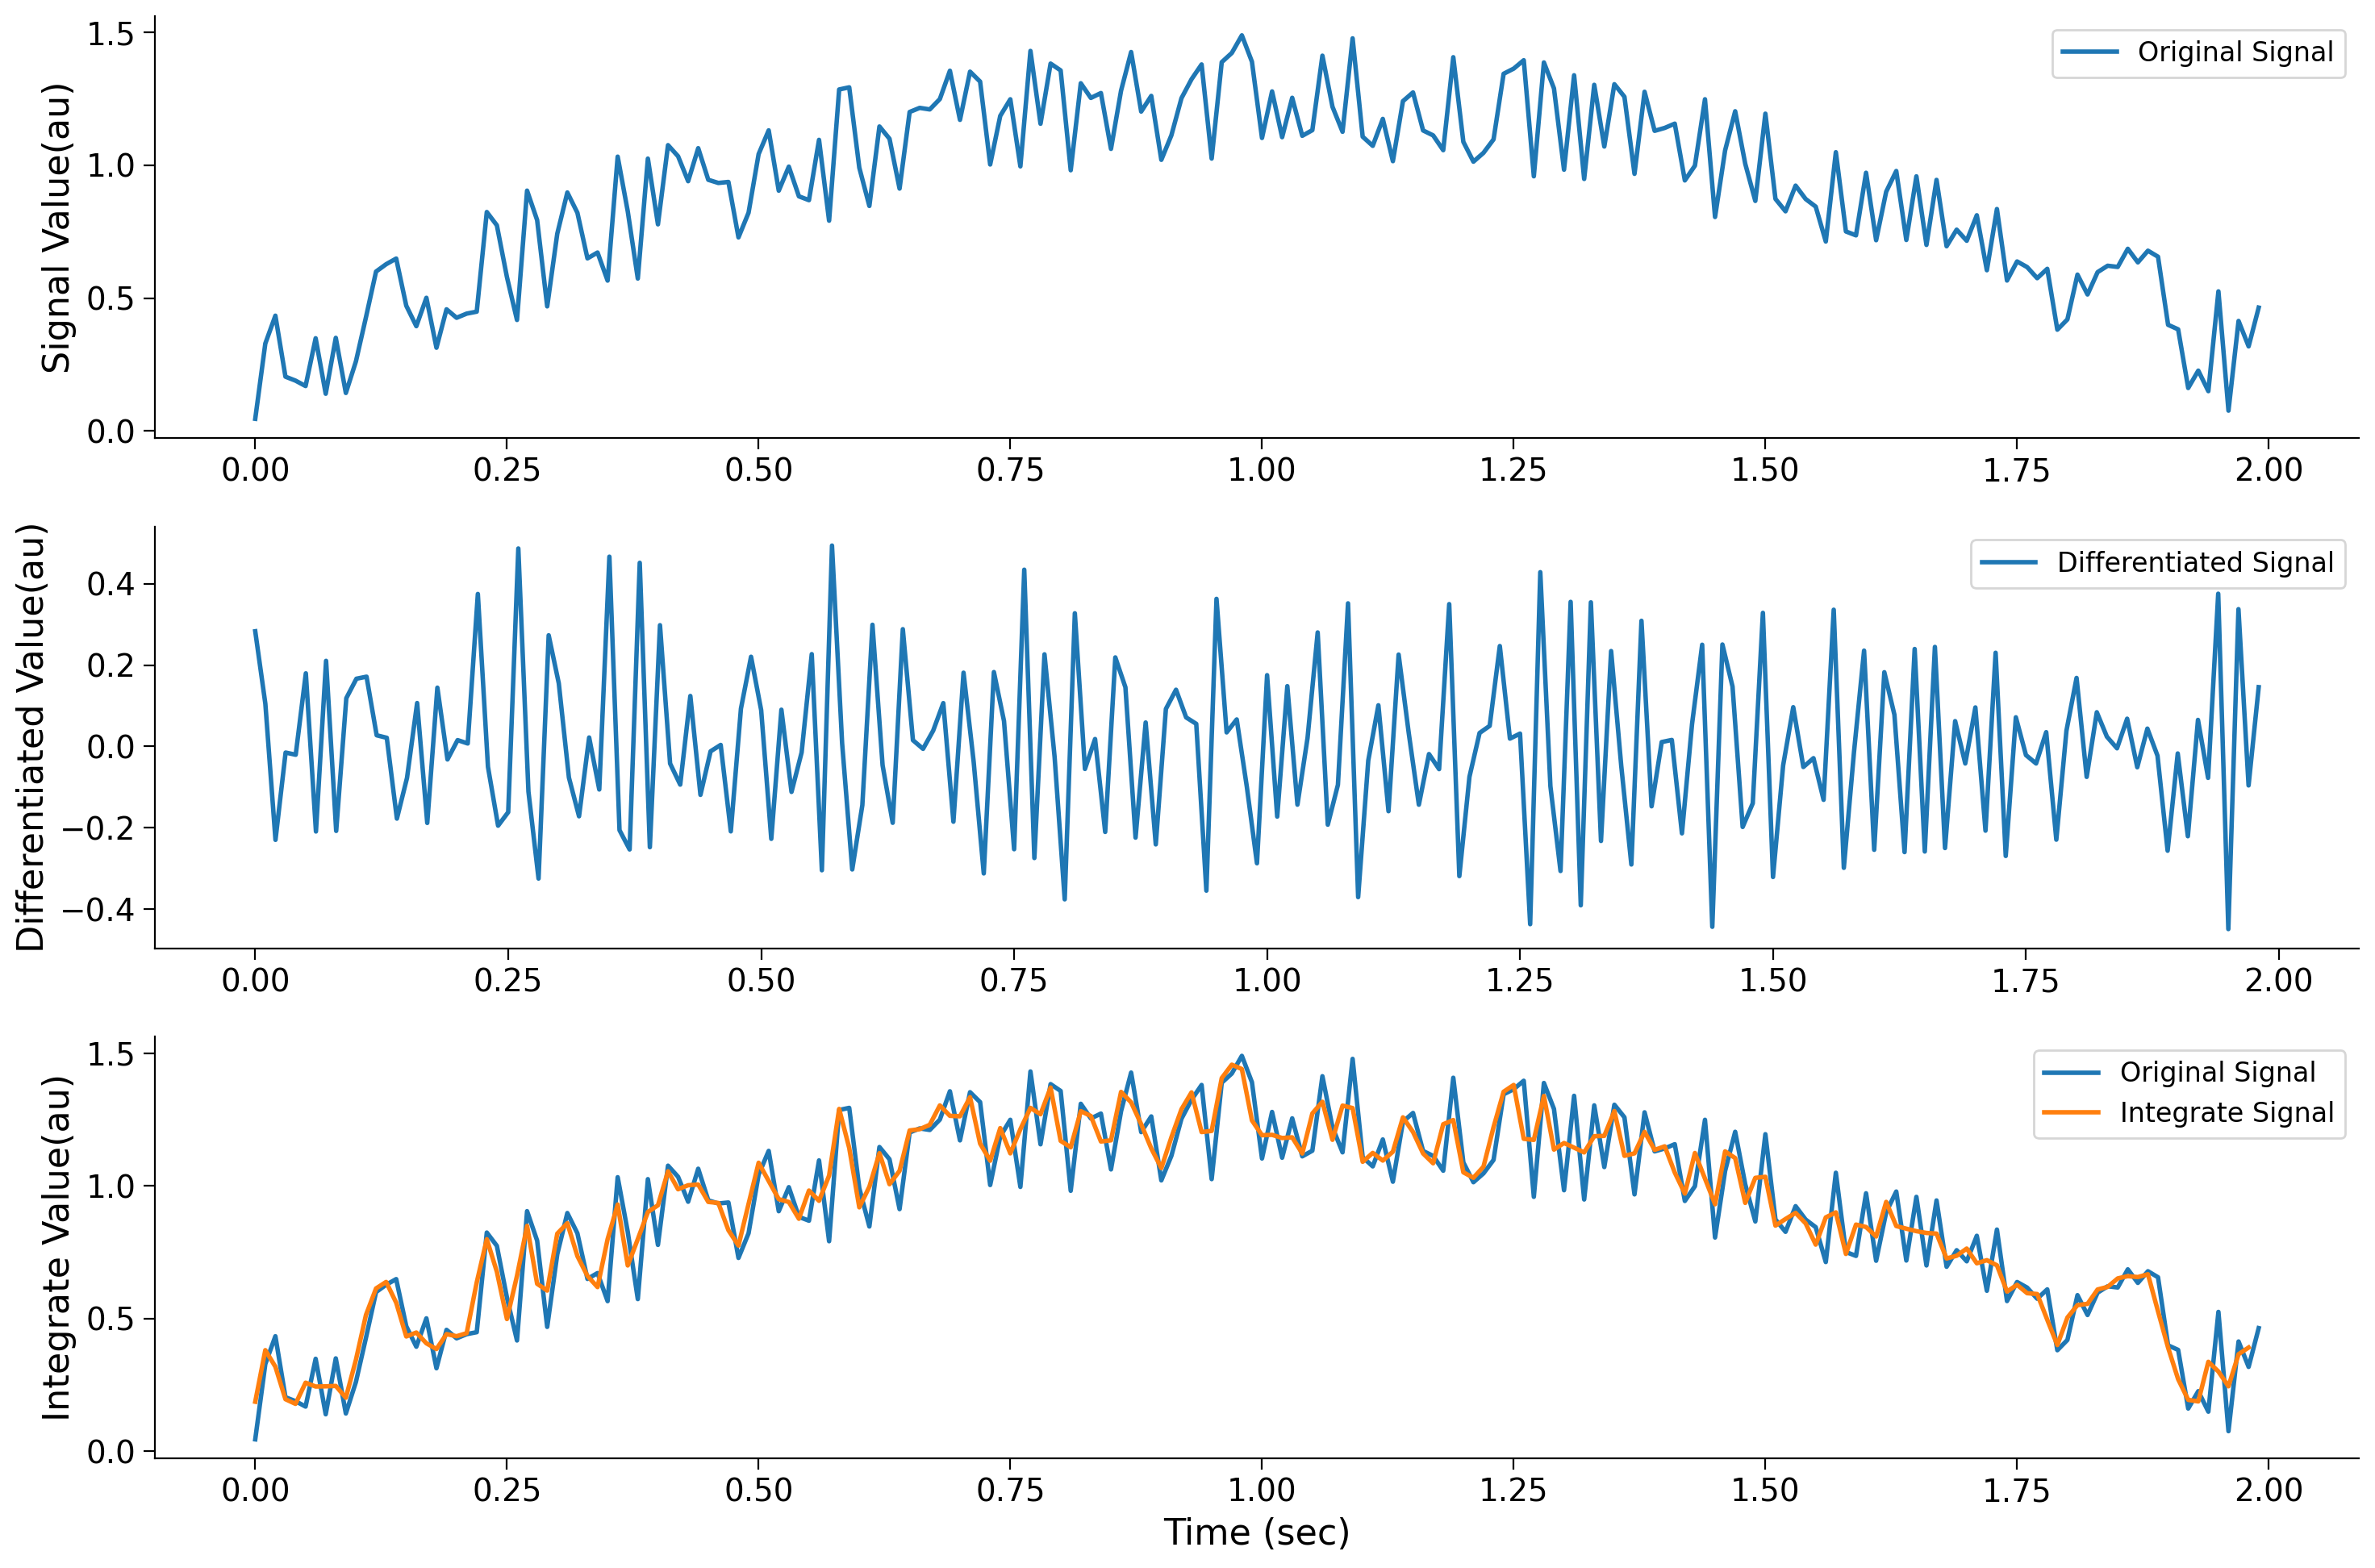 Signal Value(au)
1.5
1.0
0.5
0.0
Original Signal
0.00 0.25 0.50 0.75 1.00 1.25 1.50 1.75 2.00
Differentiated Value(au)
0.4
0.2
0.0
−0.2
−0.4
Differentiated Signal
0.00 0.25 0.50 0.75 1.00 1.25 1.50 1.75 2.00
Integrate Value(au)
1.5
1.0
0.5
0.0
Original Signal
Integrate Signal
0.00 0.25 0.50 0.75 1.00 1.25 1.50 1.75 2.00
Time (sec)